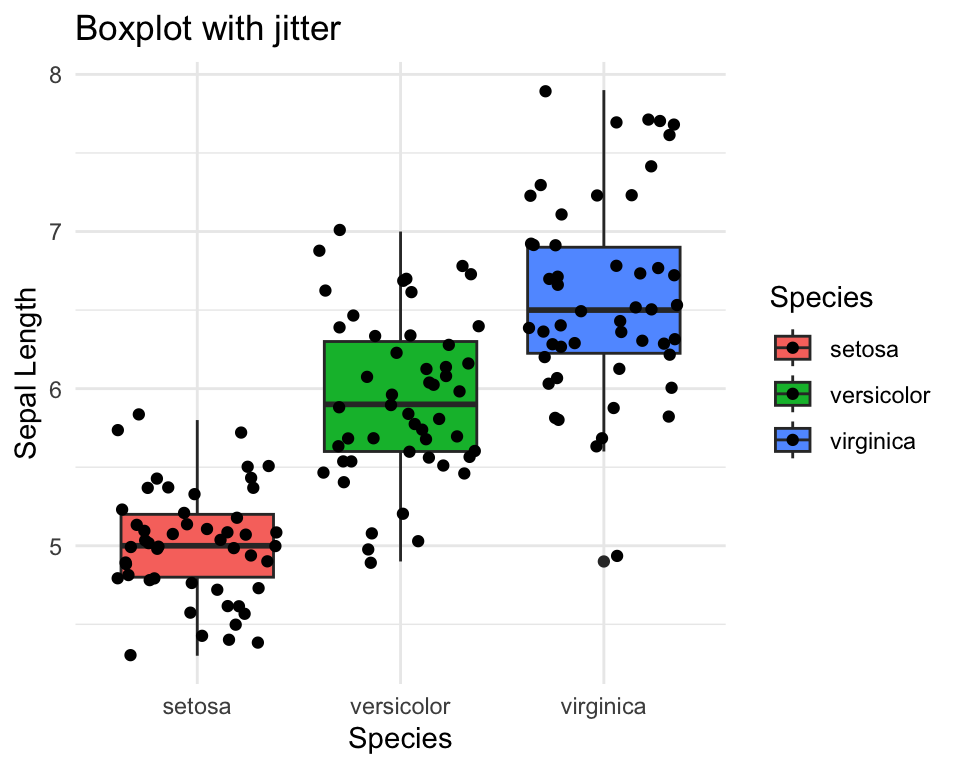 Boxplot with jitter
8
7
6
5
Sepal Length
setosa
versicolor
virginica
Species
Species
setosa
versicolor
virginica